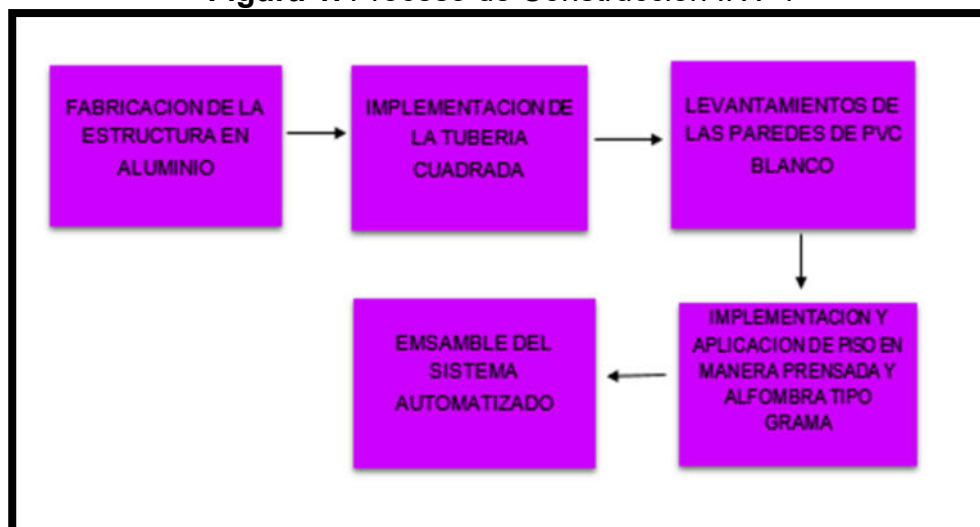 FABRICACION DE LA
ESTRUCTURA EN
ALUMINIO
IMPLEMENTACION DE
LA TUBERIA
CUADRADA
LEVANTAMIENTOS DE
LAS PAREDES DE PVC
BLANCO
IMPLEMENTACION Y
APLICACION DE PISO EN
MANERA PRENSADA Y
ALFOMBRA TIPO
GRAMA
EMSAMBLE DEL
SISTEMA
AUTOMATIZADO